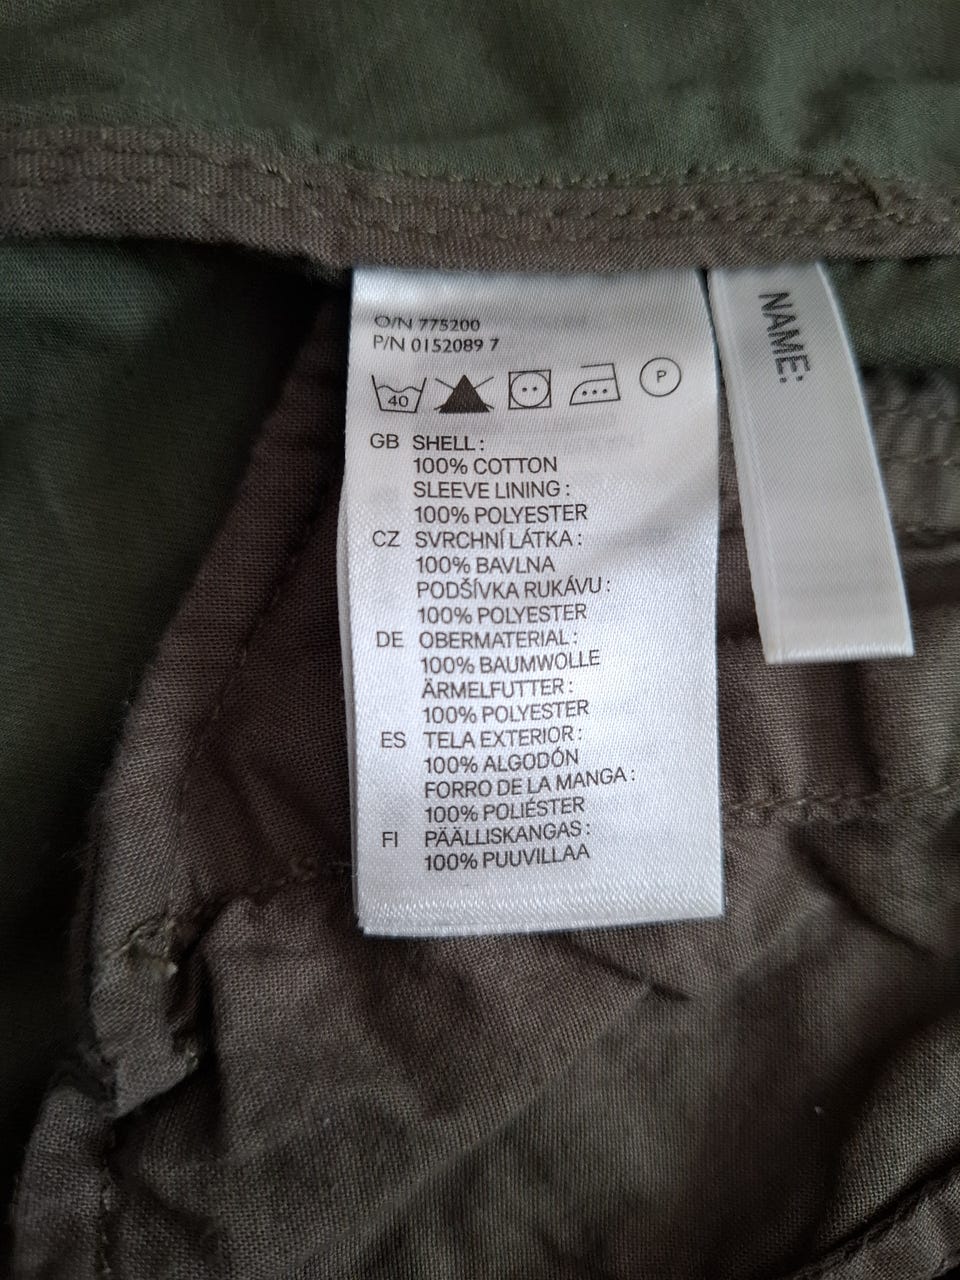 O/N 775200
P/N 0152089 7
40 P
GB SHELL:
100% COTTON
SLEEVE LINING:
100% POLYESTER
CZ SVRCHNÍ LÁTKA:
100% BAVLNA
PODŠÍVKA RUKÁVU:
100% POLYESTER
DE OBERMATERIAL:
100% BAUMWOLLE
ÄRMELFUTTER:
100% POLYESTER
ES TELA EXTERIOR:
100% ALGODÓN
FORRO DE LA MANGA:
100% POLIÉSTER
FI PÄÄLLISKANGAS:
100% PUUVILLAA
NAME: